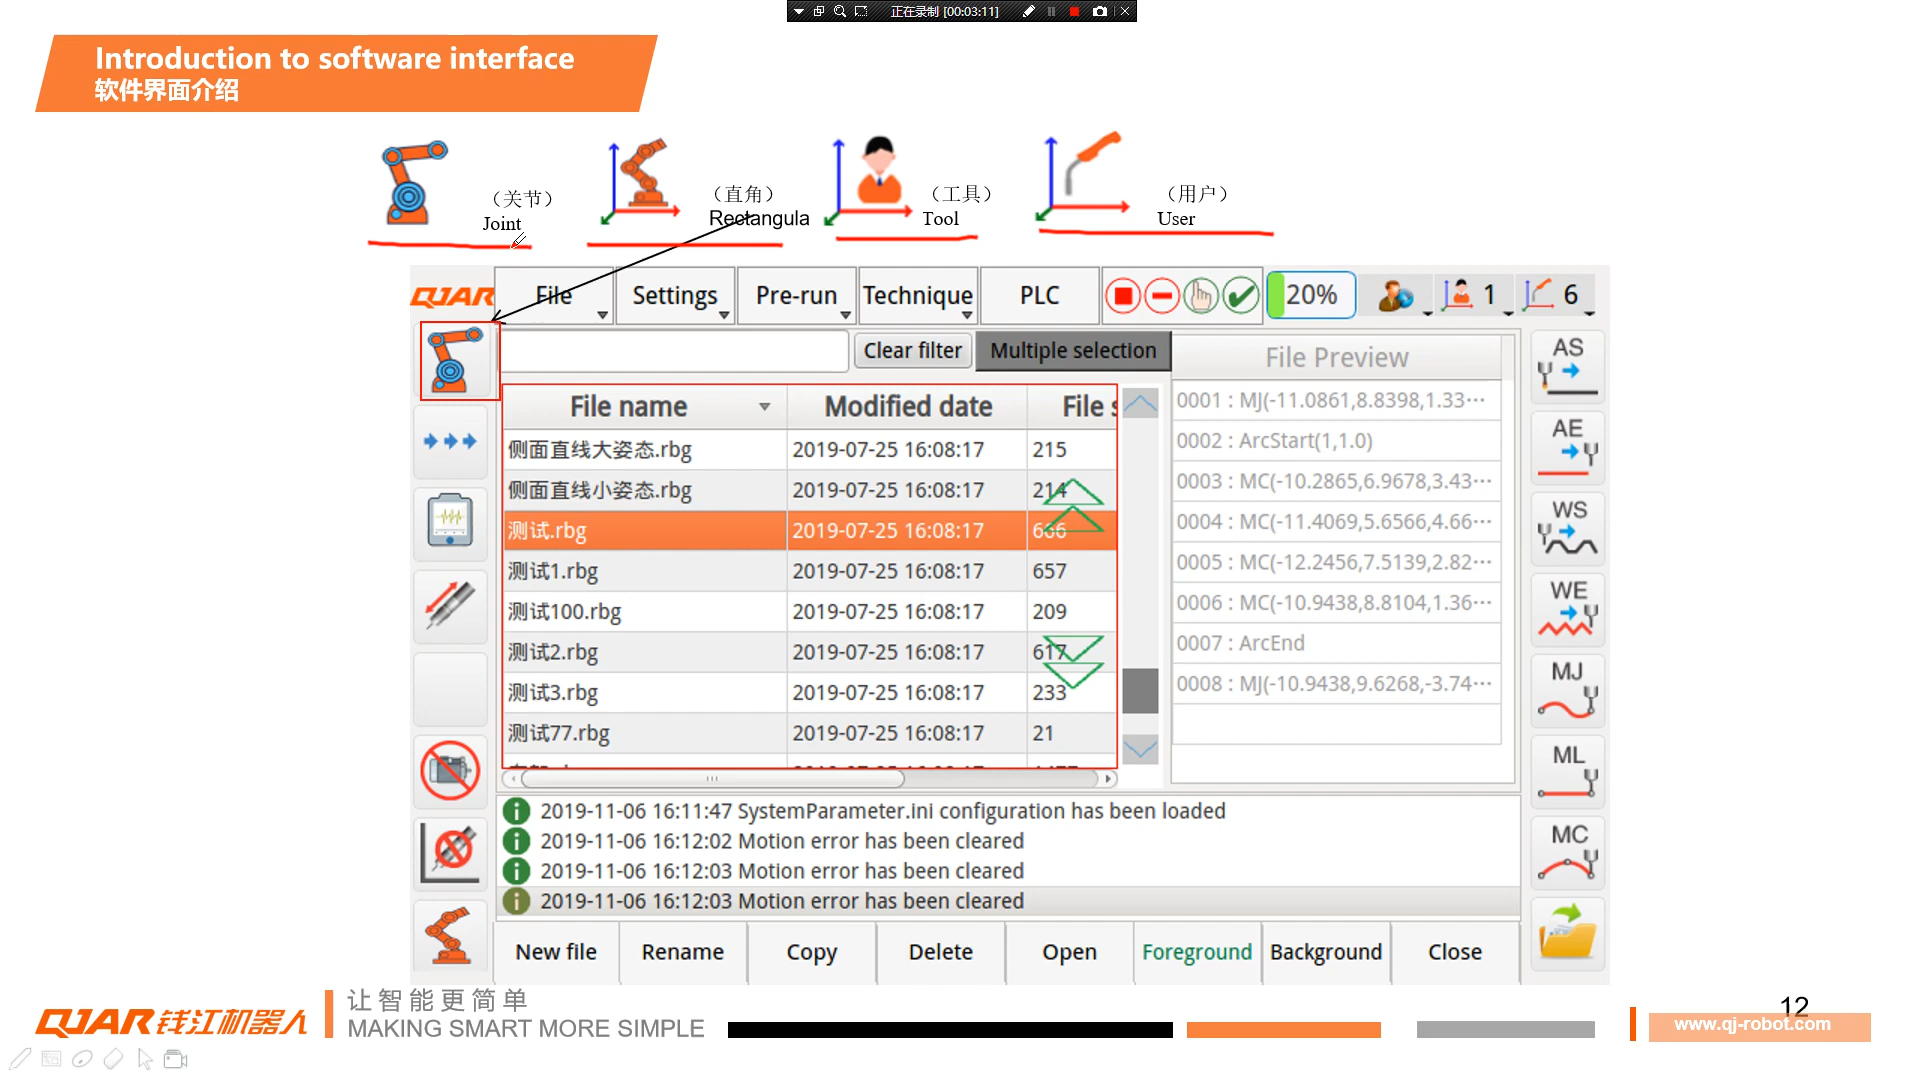 正在录制 [00:03:11]
Introduction to software interface
软件界面介绍
（关节）
Joint
（直角）
Rectangula
（工具）
Tool
（用户）
User
QJAR
File
Settings
Pre-run
Technique
PLC
20%
1
6
Clear filter
Multiple selection
File Preview
File name
Modified date
File s
侧面直线大姿态.rbg 2019-07-25 16:08:17 215
侧面直线小姿态.rbg 2019-07-25 16:08:17 214
测试.rbg 2019-07-25 16:08:17 666
测试1.rbg 2019-07-25 16:08:17 657
测试100.rbg 2019-07-25 16:08:17 209
测试2.rbg 2019-07-25 16:08:17 617
测试3.rbg 2019-07-25 16:08:17 233
测试77.rbg 2019-07-25 16:08:17 21
0001 : MJ(-11.0861,8.8398,1.33···
0002 : ArcStart(1,1.0)
0003 : MC(-10.2865,6.9678,3.43···
0004 : MC(-11.4069,5.6566,4.66···
0005 : MC(-12.2456,7.5139,2.82···
0006 : MC(-10.9438,8.8104,1.36···
0007 : ArcEnd
0008 : MJ(-10.9438,9.6268,-3.74···
AS
AE
WS
WE
MJ
ML
MC
2019-11-06 16:11:47 SystemParameter.ini configuration has been loaded
2019-11-06 16:12:02 Motion error has been cleared
2019-11-06 16:12:03 Motion error has been cleared
2019-11-06 16:12:03 Motion error has been cleared
New file
Rename
Copy
Delete
Open
Foreground
Background
Close
QJAR 钱江机器人
让智能更简单
MAKING SMART MORE SIMPLE
12
www.qj-robot.com